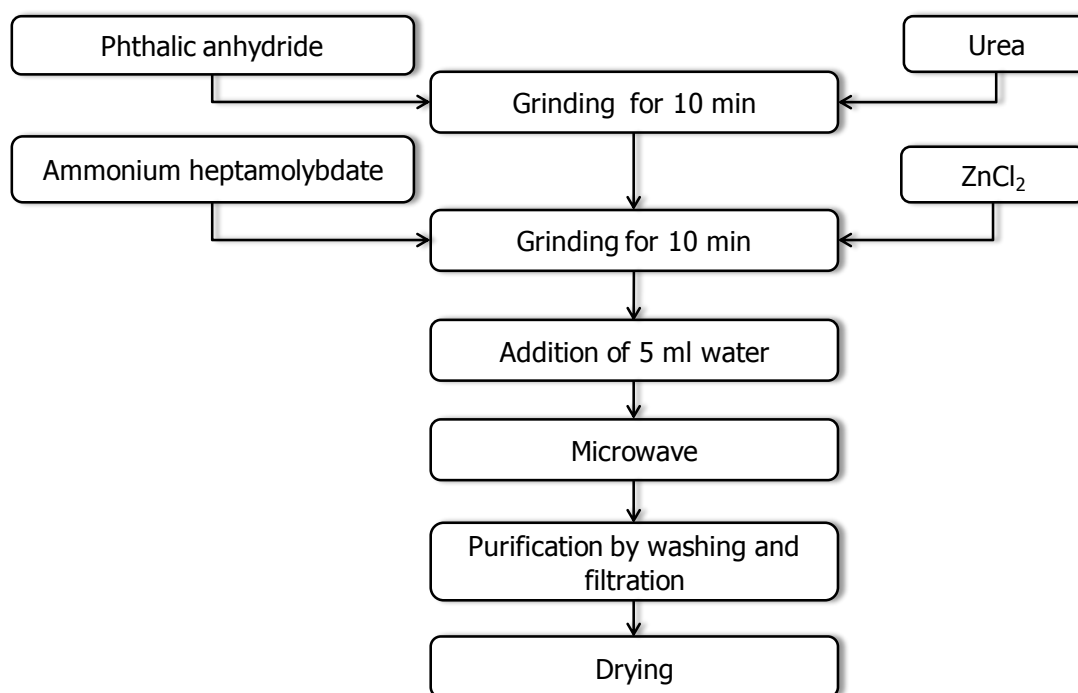 Phthalic anhydride
Urea
Grinding for 10 min
Ammonium heptamolybdate
ZnCl₂
Grinding for 10 min
Addition of 5 ml water
Microwave
Purification by washing and
filtration
Drying